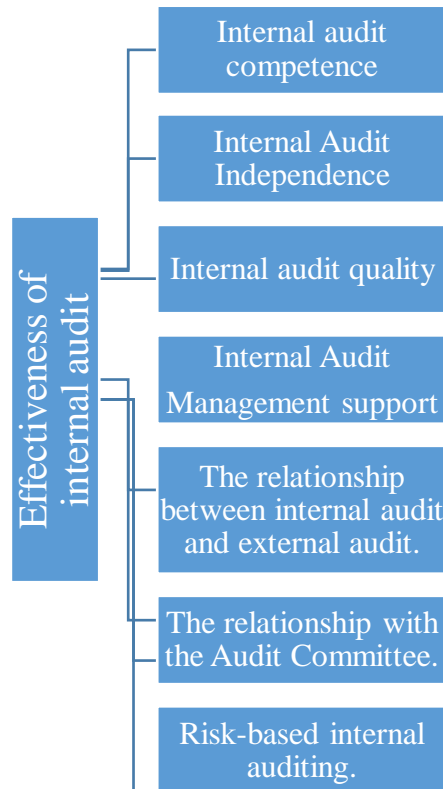 Effectiveness of
internal audit
Internal audit
competence
Internal Audit
Independence
Internal audit quality
Internal Audit
Management support
The relationship
between internal audit
and external audit.
The relationship with
the Audit Committee.
Risk-based internal
auditing.